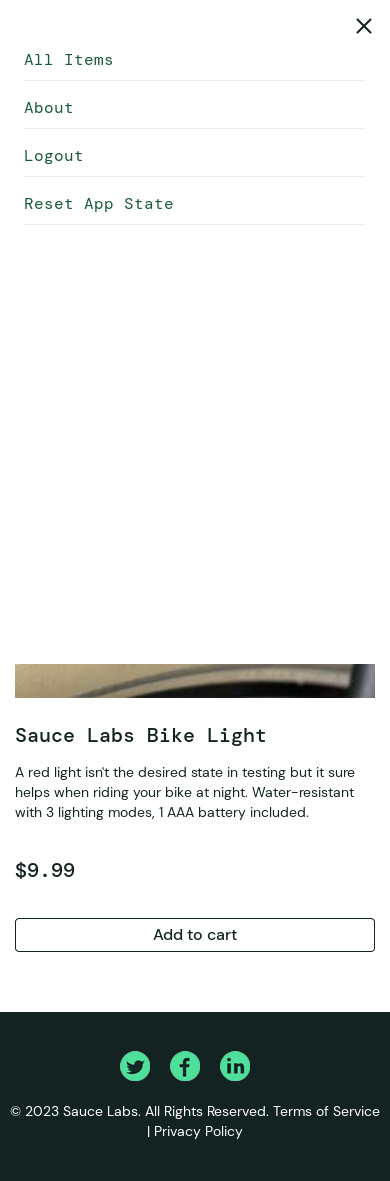 All Items
About
Logout
Reset App State
Sauce Labs Bike Light
A red light isn't the desired state in testing but it sure
helps when riding your bike at night. Water-resistant
with 3 lighting modes, 1 AAA battery included.
$9.99
Add to cart
© 2023 Sauce Labs. All Rights Reserved. Terms of Service
| Privacy Policy